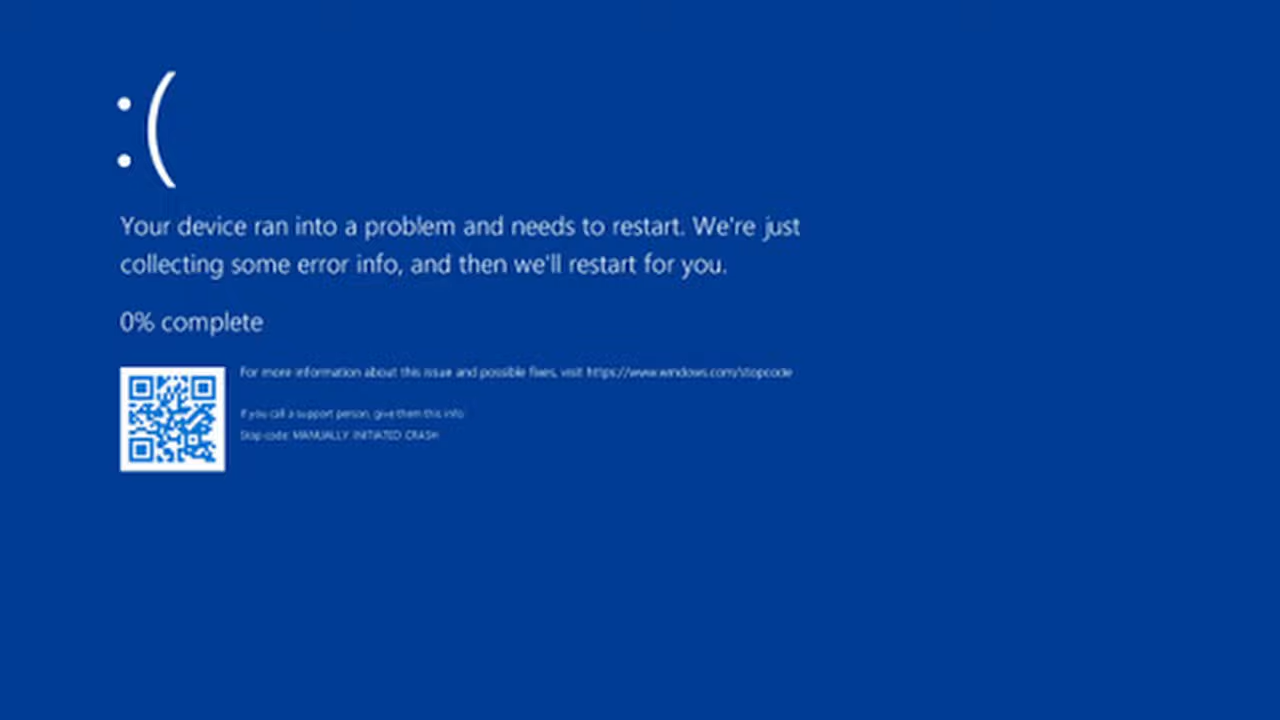 :(
Your device ran into a problem and needs to restart. We're just
collecting some error info, and then we'll restart for you.
0% complete
For more information about this issue and possible fixes, visit https://www.windows.com/stopcode
If you call a support person, give them this info:
Stop code: MANUALLY INITIATED CRASH